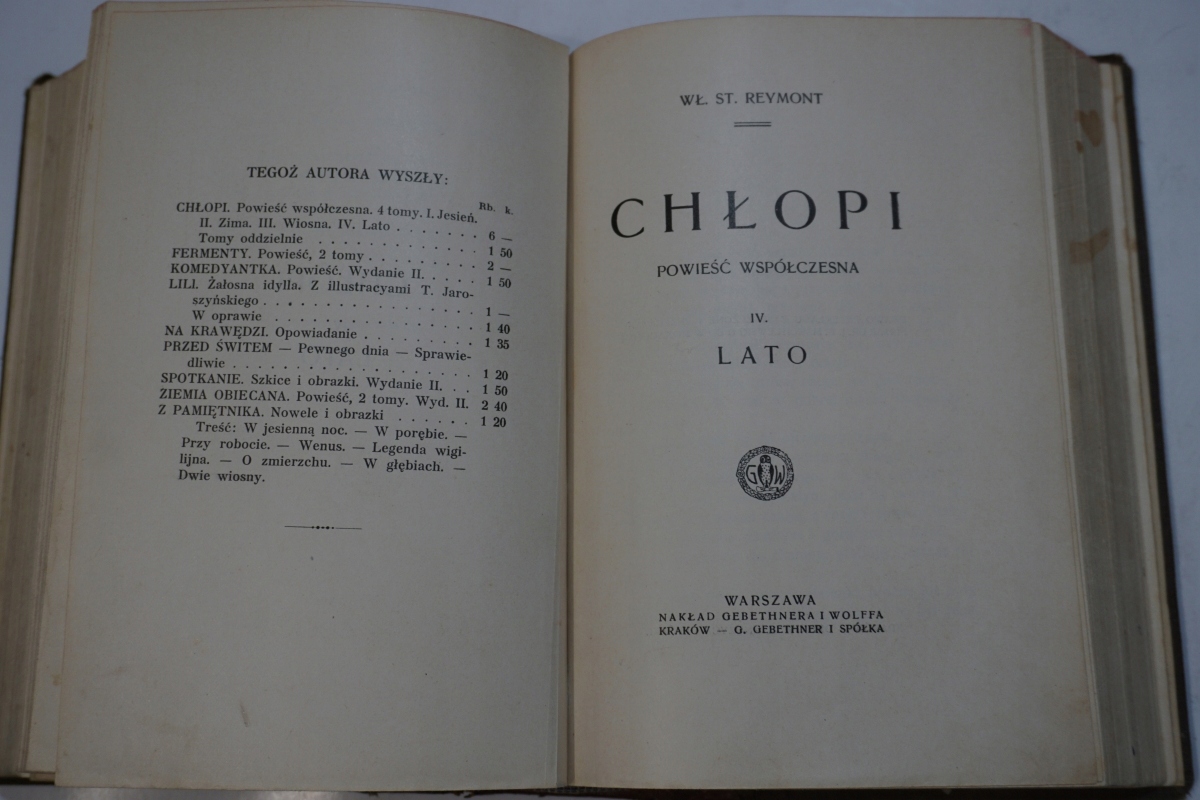 TEGOŻ AUTORA WYSZŁY:
Rb. k.
CHŁOPI. Powieść współczesna. 4 tomy. I. Jesień.
II. Zima. III. Wiosna. IV. Lato . . . . . . . 6 —
Tomy oddzielnie . . . . . . . . . . . . 1 50
FERMENTY. Powieść, 2 tomy . . . . . . . . . 2 —
KOMEDYANTKA. Powieść. Wydanie II. . . . . 1 50
LILI. Żałosna idylla. Z illustracyami T. Jaro-
szyńskiego . . . . . . . . . . . . . . . . 1 —
W oprawie . . . . . . . . . . . . . . . 1 40
NA KRAWĘDZI. Opowiadanie . . . . . . . . . 1 35
PRZED ŚWITEM — Pewnego dnia — Sprawie-
dliwie . . . . . . . . . . . . . . . . . . 1 20
SPOTKANIE. Szkice i obrazki. Wydanie II. . . 1 50
ZIEMIA OBIECANA. Powieść, 2 tomy. Wyd. II. 2 40
Z PAMIĘTNIKA. Nowele i obrazki . . . . . . 1 20
Treść: W jesienną noc. — W porębie. —
Przy robocie. — Wenus. — Legenda wigi-
lijna. — O zmierzchu. — W głębiach. —
Dwie wiosny.
WŁ. ST. REYMONT
CHŁOPI
POWIEŚĆ WSPÓŁCZESNA
IV.
LATO
G W
WARSZAWA
NAKŁAD GEBETHNERA I WOLFFA
KRAKÓW — G. GEBETHNER I SPÓŁKA